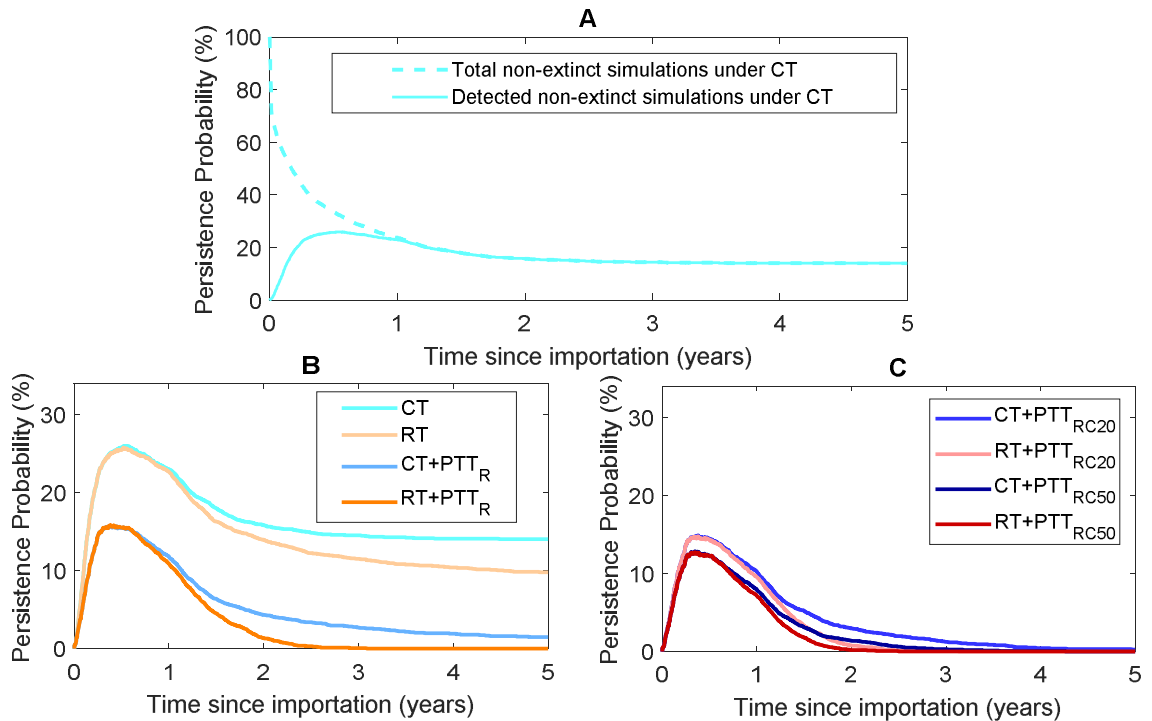 A
Persistence Probability (%)
100
80
60
40
20
0
Total non-extinct simulations under CT
Detected non-extinct simulations under CT
0 1 2 3 4 5
Time since importation (years)
B
Persistence Probability (%)
30
20
10
0
CT
RT
CT+PTT_R
RT+PTT_R
0 1 2 3 4 5
Time since importation (years)
C
Persistence Probability (%)
30
20
10
0
CT+PTT_RC20
RT+PTT_RC20
CT+PTT_RC50
RT+PTT_RC50
0 1 2 3 4 5
Time since importation (years)